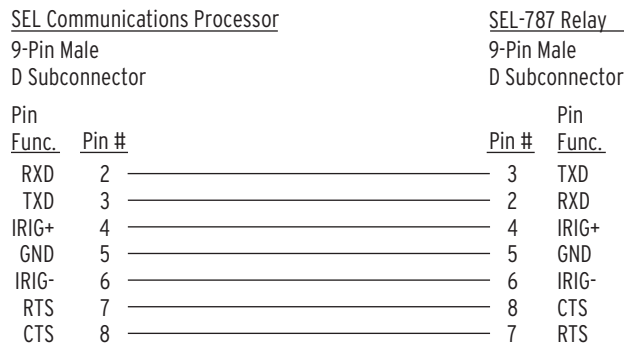 SEL Communications Processor SEL-787 Relay
9-Pin Male 9-Pin Male
D Subconnector D Subconnector
Pin Pin
Func. Pin # Pin # Func.
RXD 2 3 TXD
TXD 3 2 RXD
IRIG+ 4 4 IRIG+
GND 5 5 GND
IRIG- 6 6 IRIG-
RTS 7 8 CTS
CTS 8 7 RTS